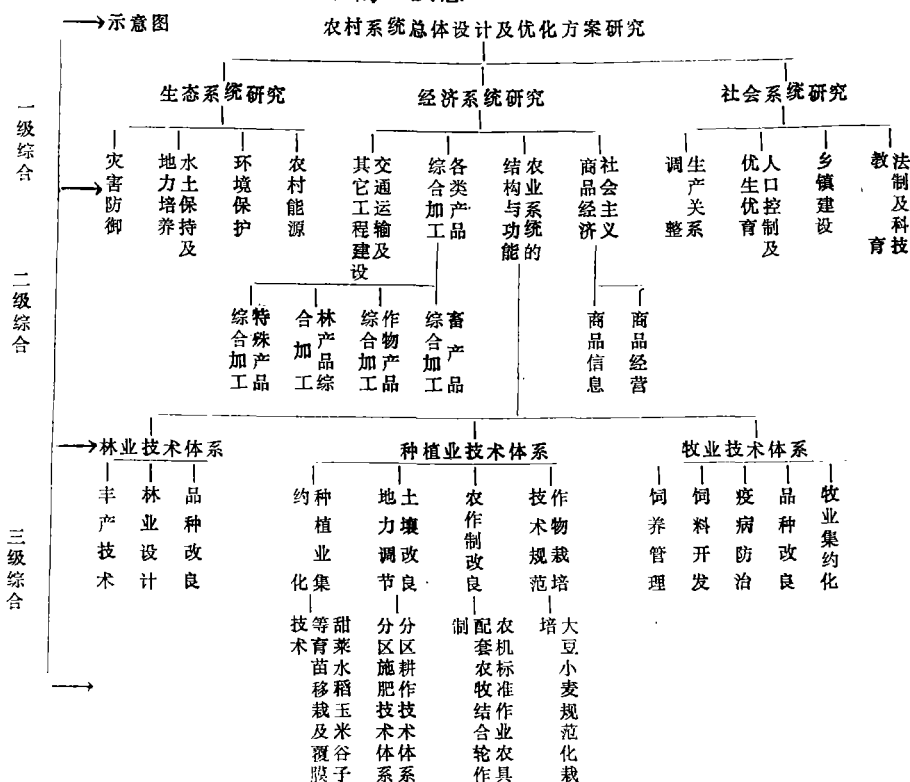 示意图
农村系统总体设计及优化方案研究
生态系统研究
经济系统研究
社会系统研究
一级综合
灾害防御
水土保持及
地力培养
环境保护
农村能源
交通运输及
其它工程建设
各类产品
综合加工
农业系统的
结构与功能
社会主义
商品经济
生产关系
调整
人口控制及
优生优育
乡镇建设
法制及科技
教育
二级综合
特殊产品
综合加工
林产品综
合加工
作物产品
综合加工
畜产品
综合加工
商品信息
商品经营
林业技术体系
种植业技术体系
牧业技术体系
三级综合
丰产技术
林业设计
品种改良
种植业集
约化
土壤改良
地力调节
农作制改良
作物栽培
技术规范
饲养管理
饲料开发
疫病防治
品种改良
牧业集约化
甜菜水稻玉米谷子
等育苗移栽及覆膜
技术
分区耕作技术体系
分区施肥技术体系
农机标准作业农具
配套农牧结合轮作
制
大豆小麦规范化栽
培